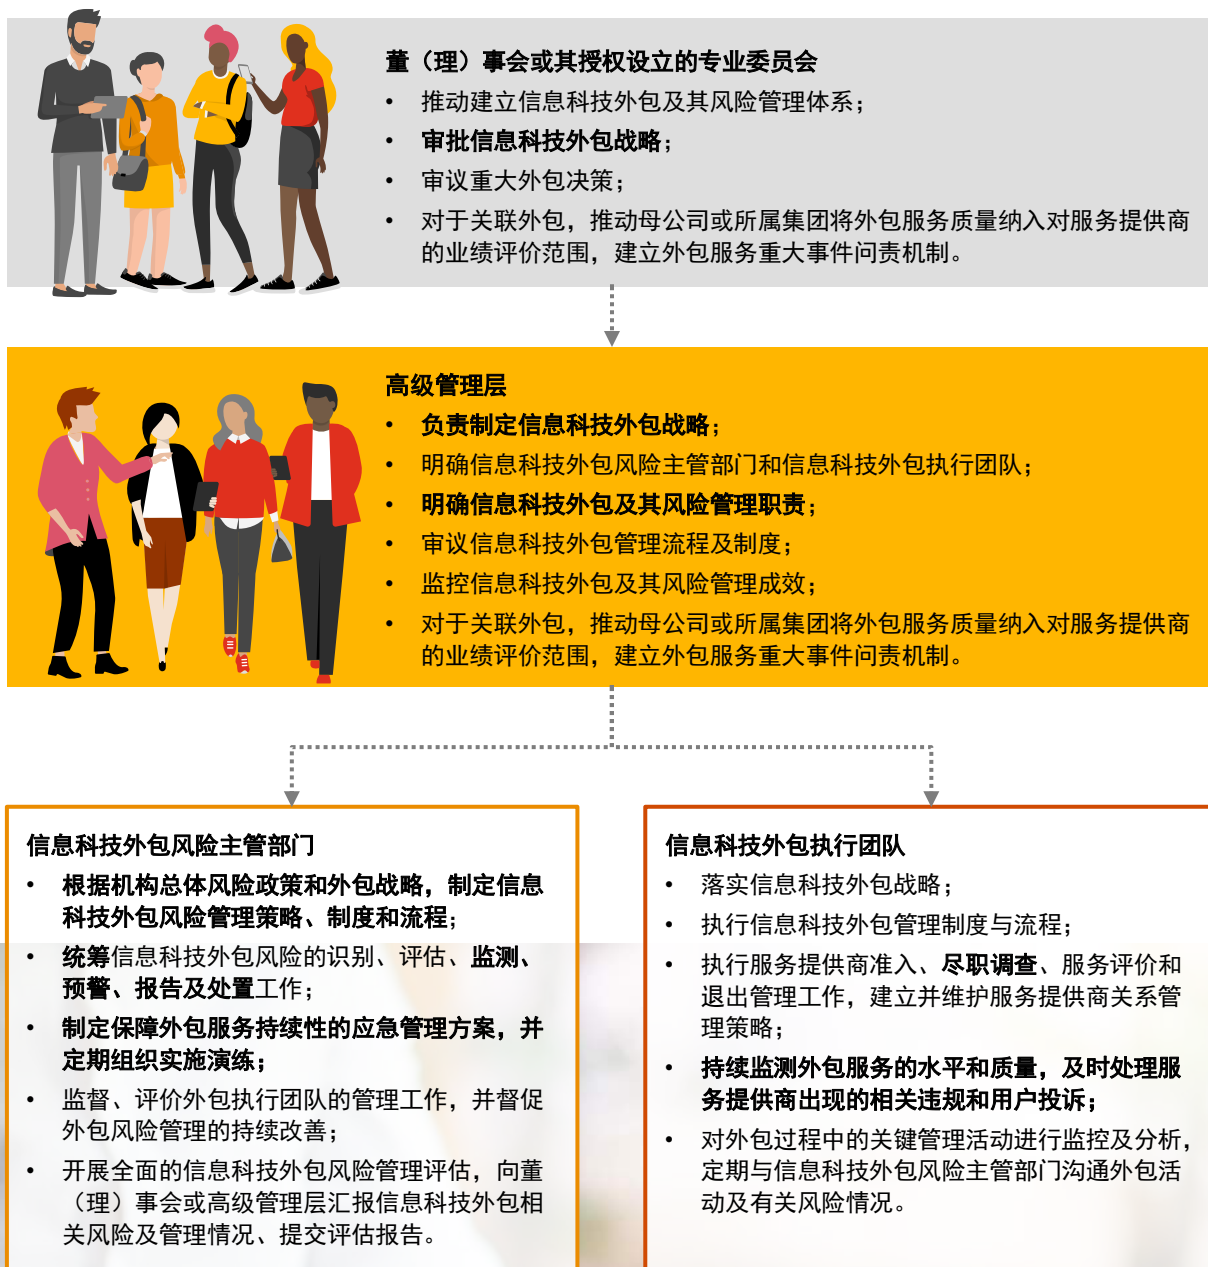 董（理）事会或其授权设立的专业委员会
• 推动建立信息科技外包及其风险管理体系；
• 审批信息科技外包战略；
• 审议重大外包决策；
• 对于关联外包，推动母公司或所属集团将外包服务质量纳入对服务提供商
的业绩评价范围，建立外包服务重大事件问责机制。
高级管理层
• 负责制定信息科技外包战略；
• 明确信息科技外包风险主管部门和信息科技外包执行团队；
• 明确信息科技外包及其风险管理职责；
• 审议信息科技外包管理流程及制度；
• 监控信息科技外包及其风险管理成效；
• 对于关联外包，推动母公司或所属集团将外包服务质量纳入对服务提供商
的业绩评价范围，建立外包服务重大事件问责机制。
信息科技外包风险主管部门
• 根据机构总体风险政策和外包战略，制定信息
科技外包风险管理策略、制度和流程；
• 统筹信息科技外包风险的识别、评估、监测、
预警、报告及处置工作；
• 制定保障外包服务持续性的应急管理方案，并
定期组织实施演练；
• 监督、评价外包执行团队的管理工作，并督促
外包风险管理的持续改善；
• 开展全面的信息科技外包风险管理评估，向董
（理）事会或高级管理层汇报信息科技外包相
关风险及管理情况、提交评估报告。
信息科技外包执行团队
• 落实信息科技外包战略；
• 执行信息科技外包管理制度与流程；
• 执行服务提供商准入、尽职调查、服务评价和
退出管理工作，建立并维护服务提供商关系管
理策略；
• 持续监测外包服务的水平和质量，及时处理服
务提供商出现的相关违规和用户投诉；
• 对外包过程中的关键管理活动进行监控及分析，
定期与信息科技外包风险主管部门沟通外包活
动及有关风险情况。